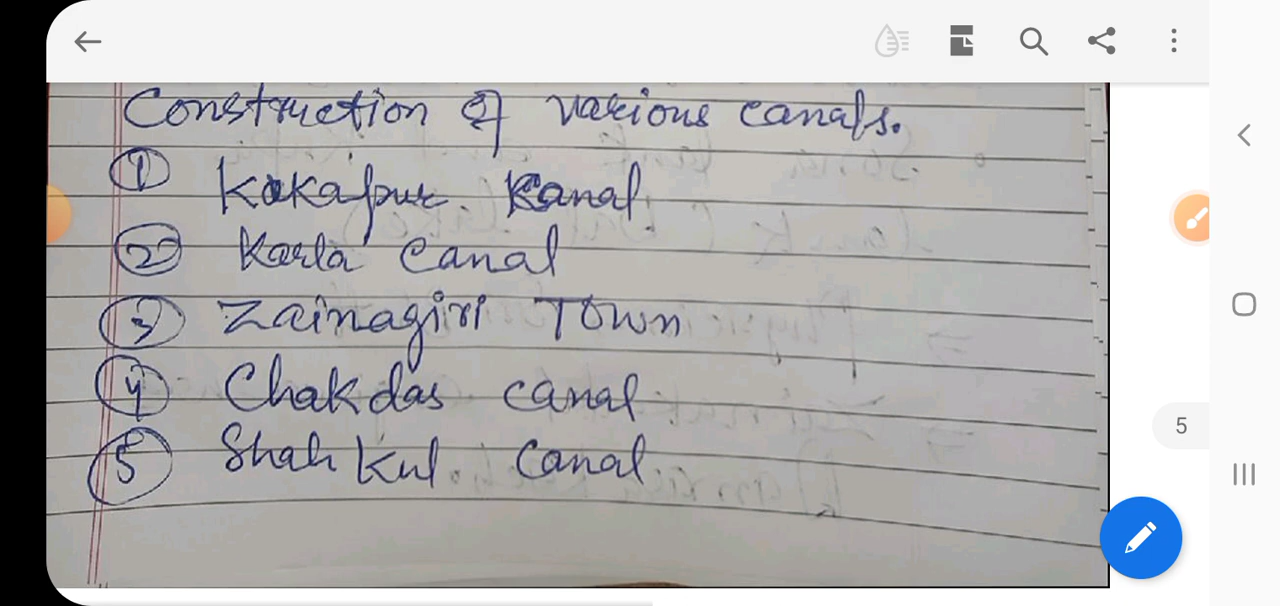 Construction of various canals.
① Kakapur Kanal
② Karla Canal
③ Zainagiri Town
④ Chakdas canal
⑤ Shah Kul Canal
5